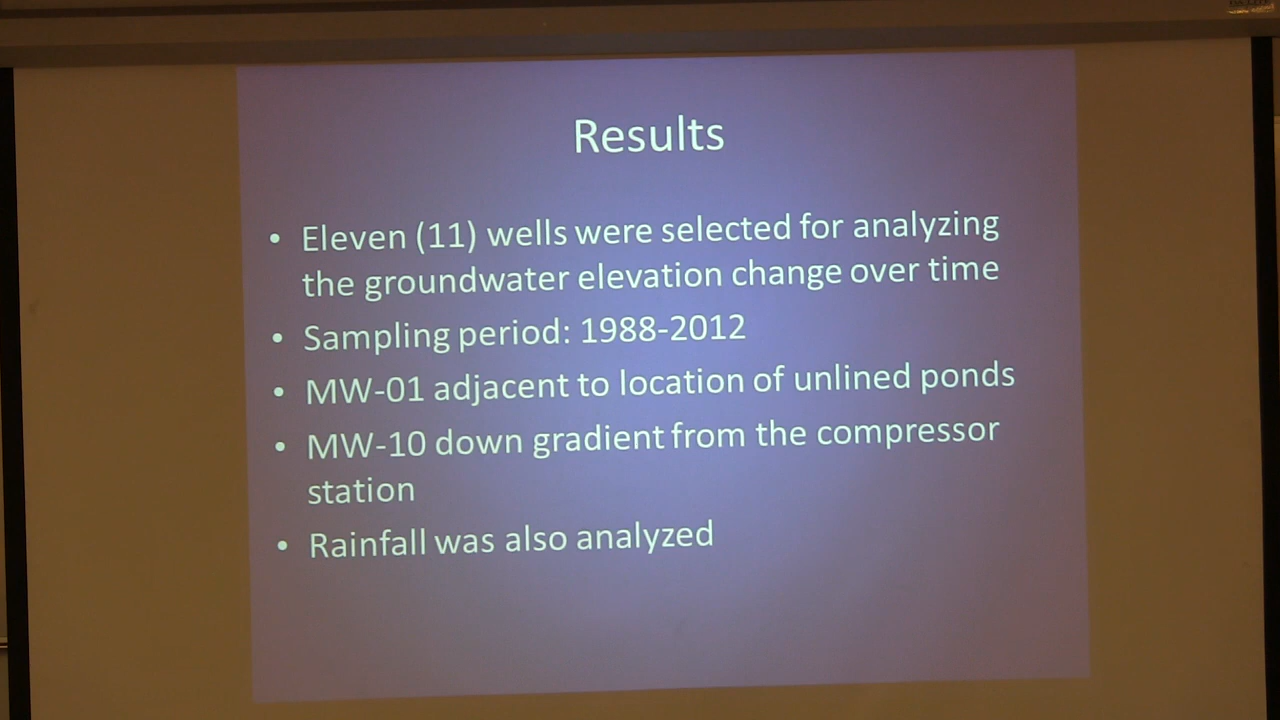 Results
• Eleven (11) wells were selected for analyzing
the groundwater elevation change over time
• Sampling period: 1988-2012
• MW-01 adjacent to location of unlined ponds
• MW-10 down gradient from the compressor
station
• Rainfall was also analyzed